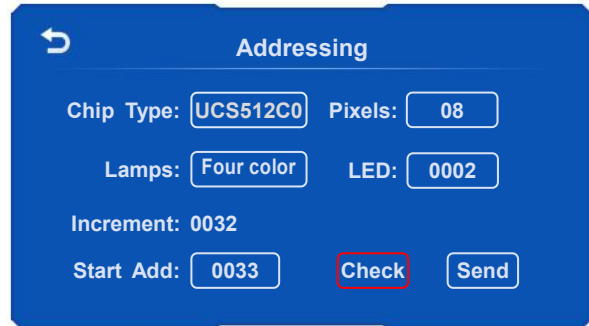 Addressing
Chip Type: UCS512C0 Pixels: 08
Lamps: Four color LED: 0002
Increment: 0032
Start Add: 0033 Check Send